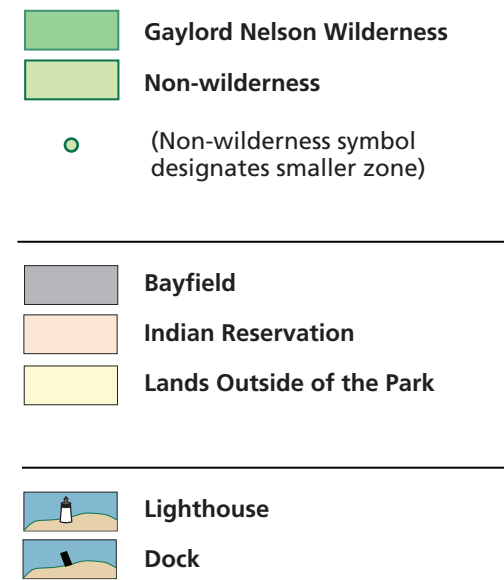 Gaylord Nelson Wilderness
Non-wilderness
(Non-wilderness symbol
designates smaller zone)
Bayfield
Indian Reservation
Lands Outside of the Park
Lighthouse
Dock